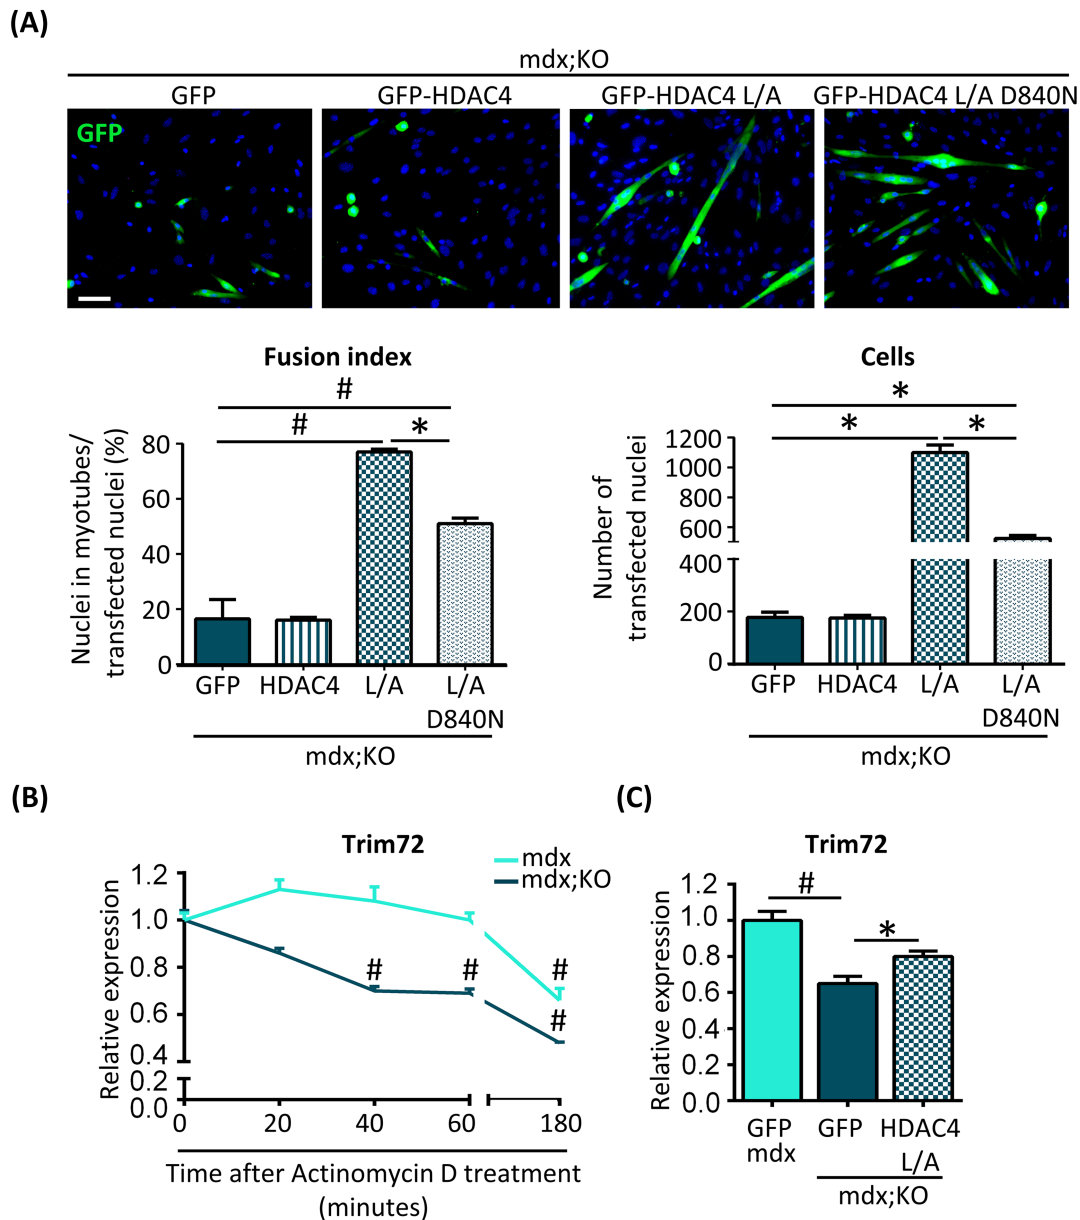 (A)
mdx;KO
GFP GFP-HDAC4 GFP-HDAC4 L/A GFP-HDAC4 L/A D840N
GFP
Fusion index
#
# *
Nuclei in myotubes/
transfected nuclei (%)
80
60
40
20
0
GFP HDAC4 L/A L/A
D840N
mdx;KO
Cells
*
* *
Number of
transfected nuclei
1200
1000
800
600
400
200
0
GFP HDAC4 L/A L/A
D840N
mdx;KO
(B)
Trim72
mdx
mdx;KO
Relative expression
1.2
1.0
0.8
0.6
0.4
0.2
0.0
# # #
#
0 20 40 60 180
Time after Actinomycin D treatment
(minutes)
(C)
Trim72
#
*
Relative expression
1.2
1.0
0.8
0.6
0.4
0.2
0.0
GFP GFP HDAC4
mdx L/A
mdx;KO